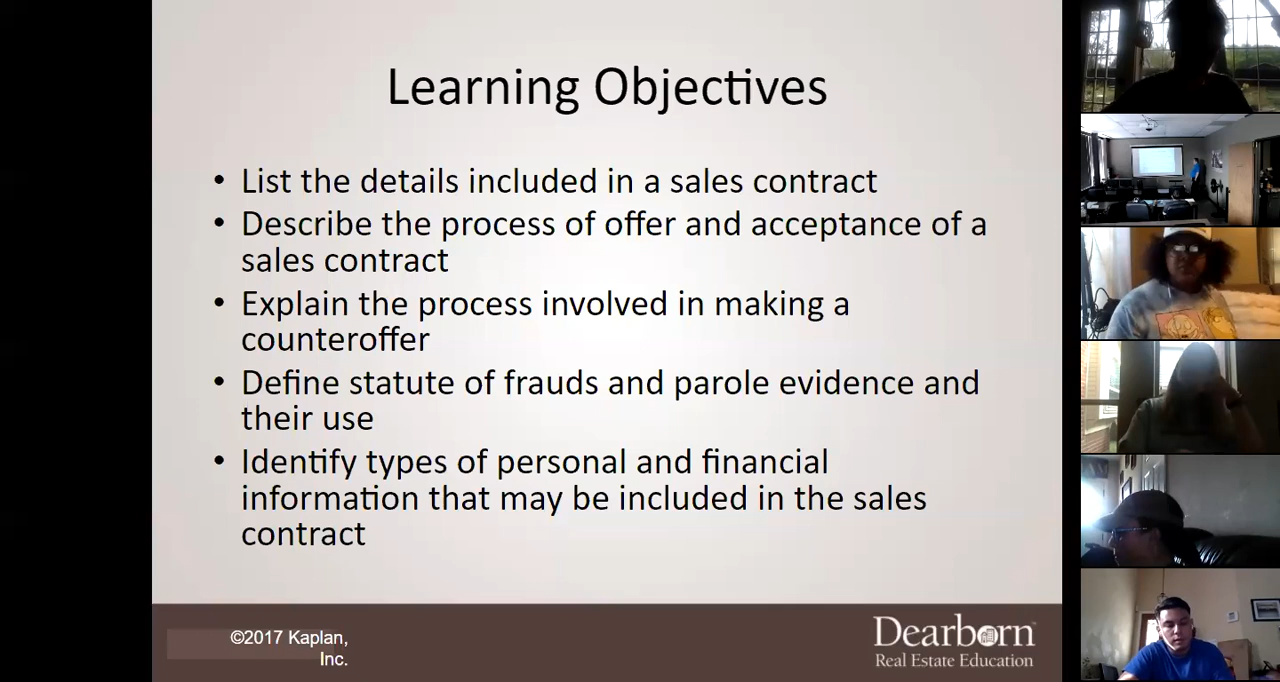 Learning Objectives
• List the details included in a sales contract
• Describe the process of offer and acceptance of a
sales contract
• Explain the process involved in making a
counteroffer
• Define statute of frauds and parole evidence and
their use
• Identify types of personal and financial
information that may be included in the sales
contract
©2017 Kaplan,
Inc.
Dearborn
Real Estate Education